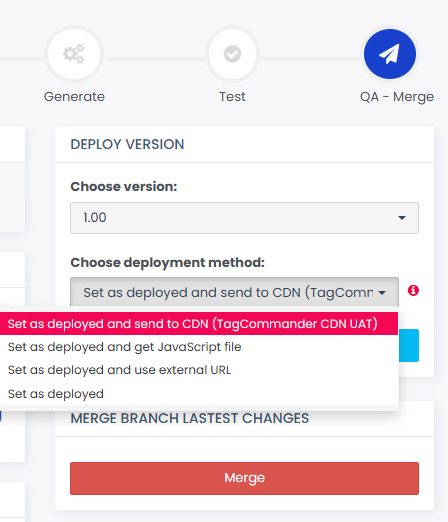 Generate
Test
QA - Merge
DEPLOY VERSION
Choose version:
1.00
Choose deployment method:
Set as deployed and send to CDN (TagComm
Set as deployed and send to CDN (TagCommander CDN UAT)
Set as deployed and get JavaScript file
Set as deployed and use external URL
Set as deployed
MERGE BRANCH LASTEST CHANGES
Merge